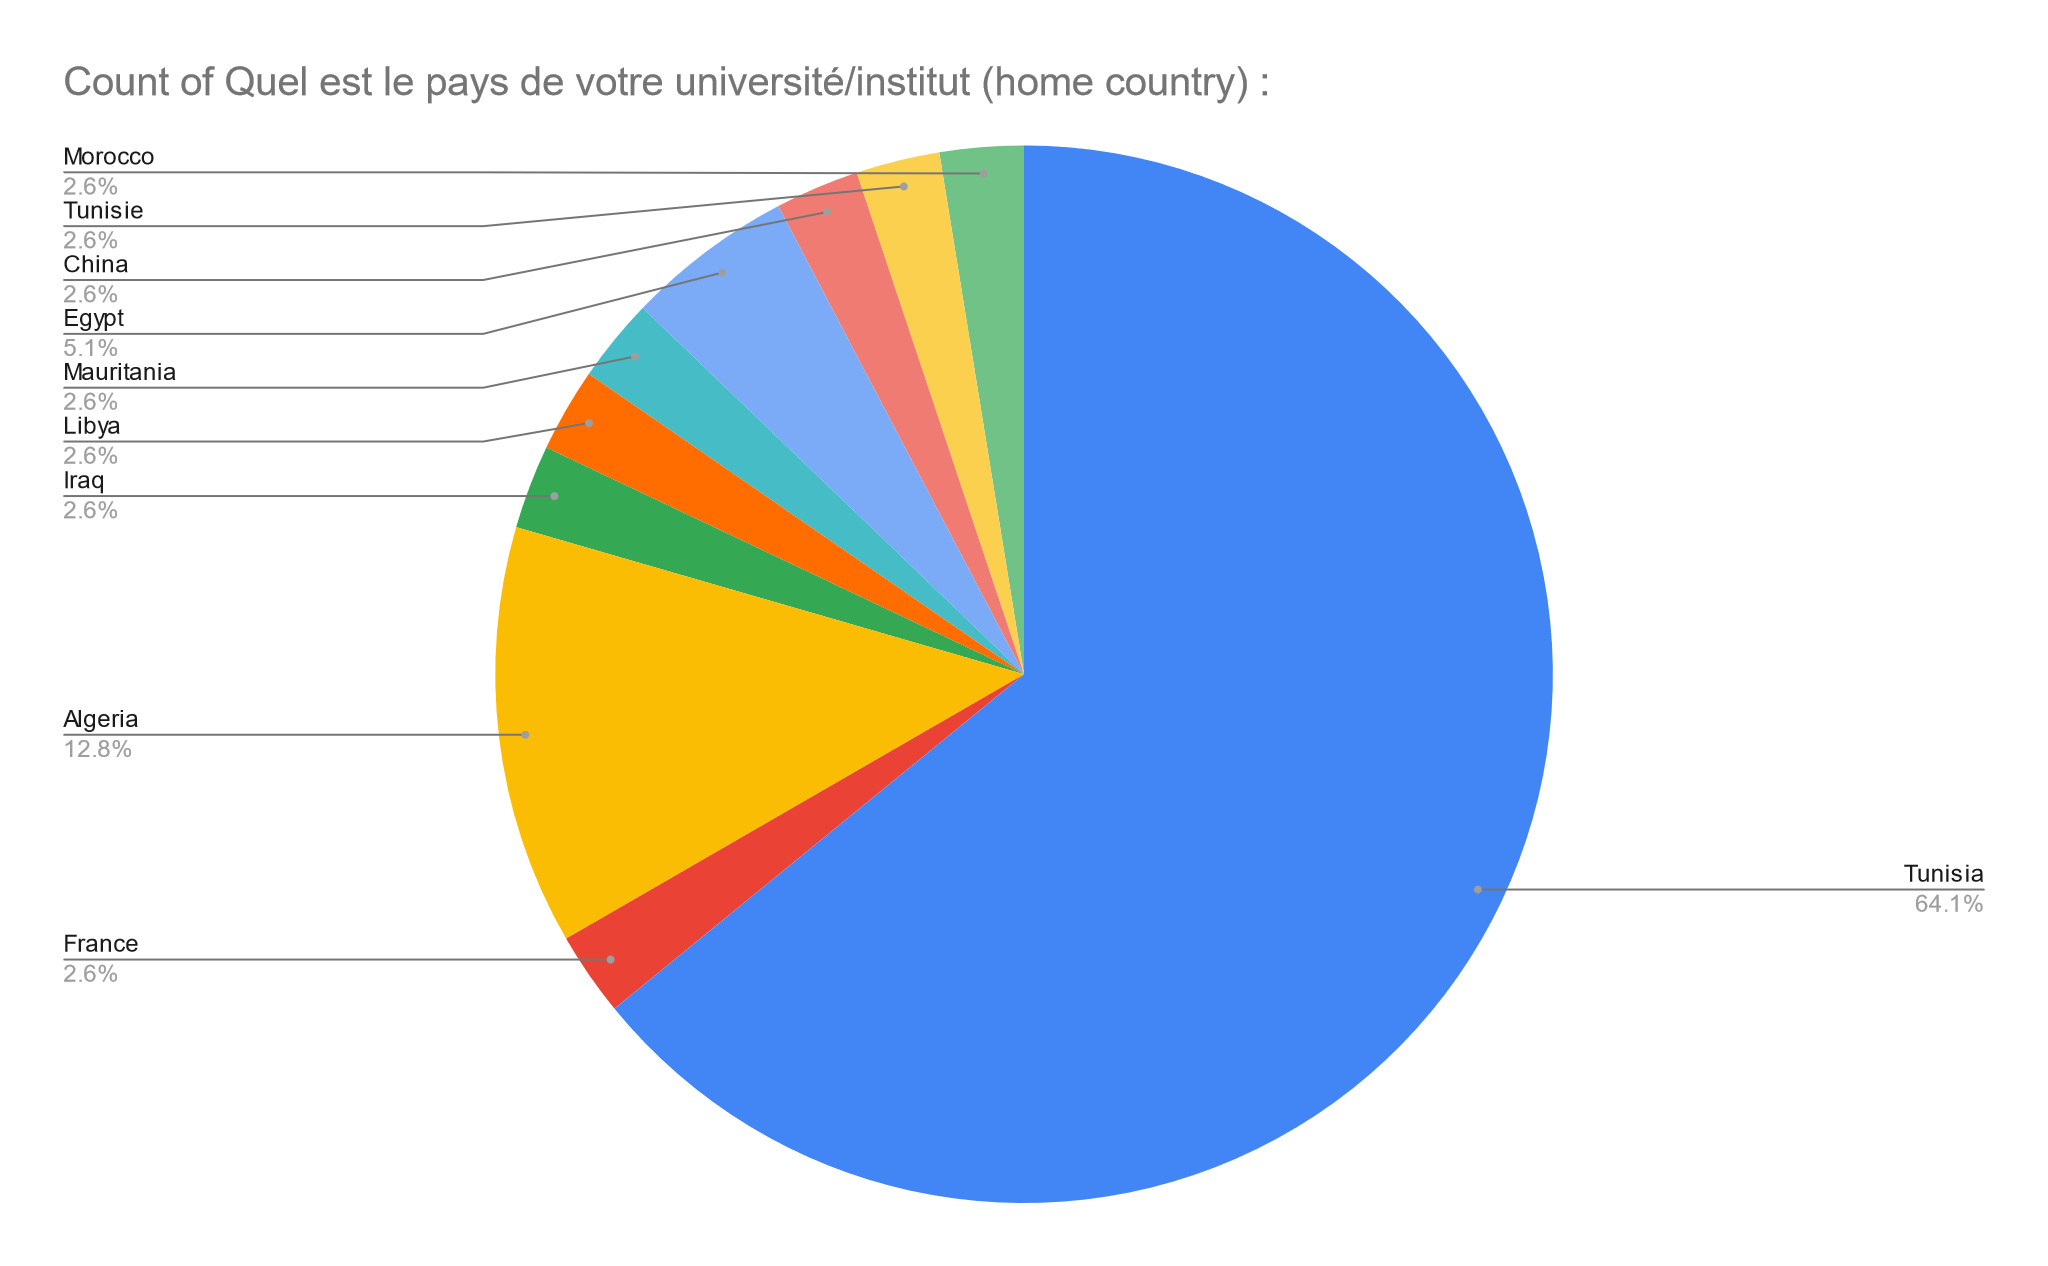 Count of Quel est le pays de votre université/institut (home country) :
Morocco
2.6%
Tunisie
2.6%
China
2.6%
Egypt
5.1%
Mauritania
2.6%
Libya
2.6%
Iraq
2.6%
Algeria
12.8%
France
2.6%
Tunisia
64.1%